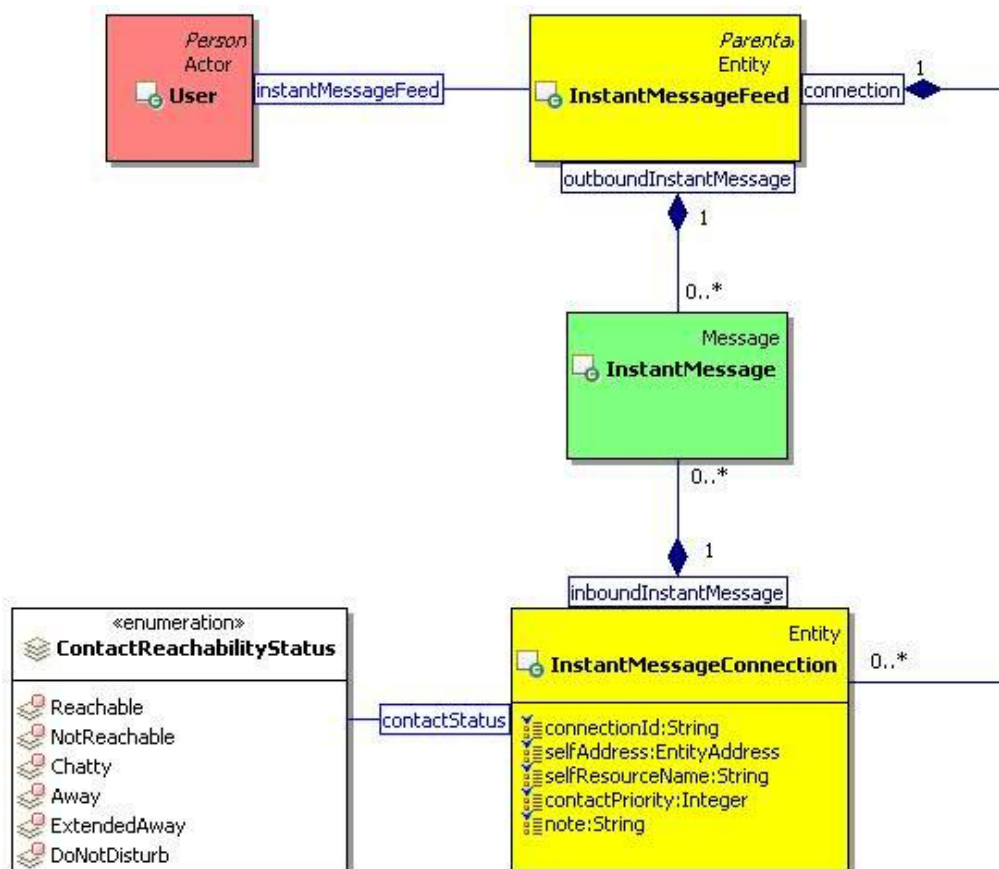 Person
Actor
User
instantMessageFeed
Parental
Entity
InstantMessageFeed
connection
1
outboundInstantMessage
1
0..*
Message
InstantMessage
0..*
1
inboundInstantMessage
«enumeration»
ContactReachabilityStatus
Reachable
NotReachable
Chatty
Away
ExtendedAway
DoNotDisturb
contactStatus
Entity
InstantMessageConnection
0..*
connectionId:String
selfAddress:EntityAddress
selfResourceName:String
contactPriority:Integer
note:String